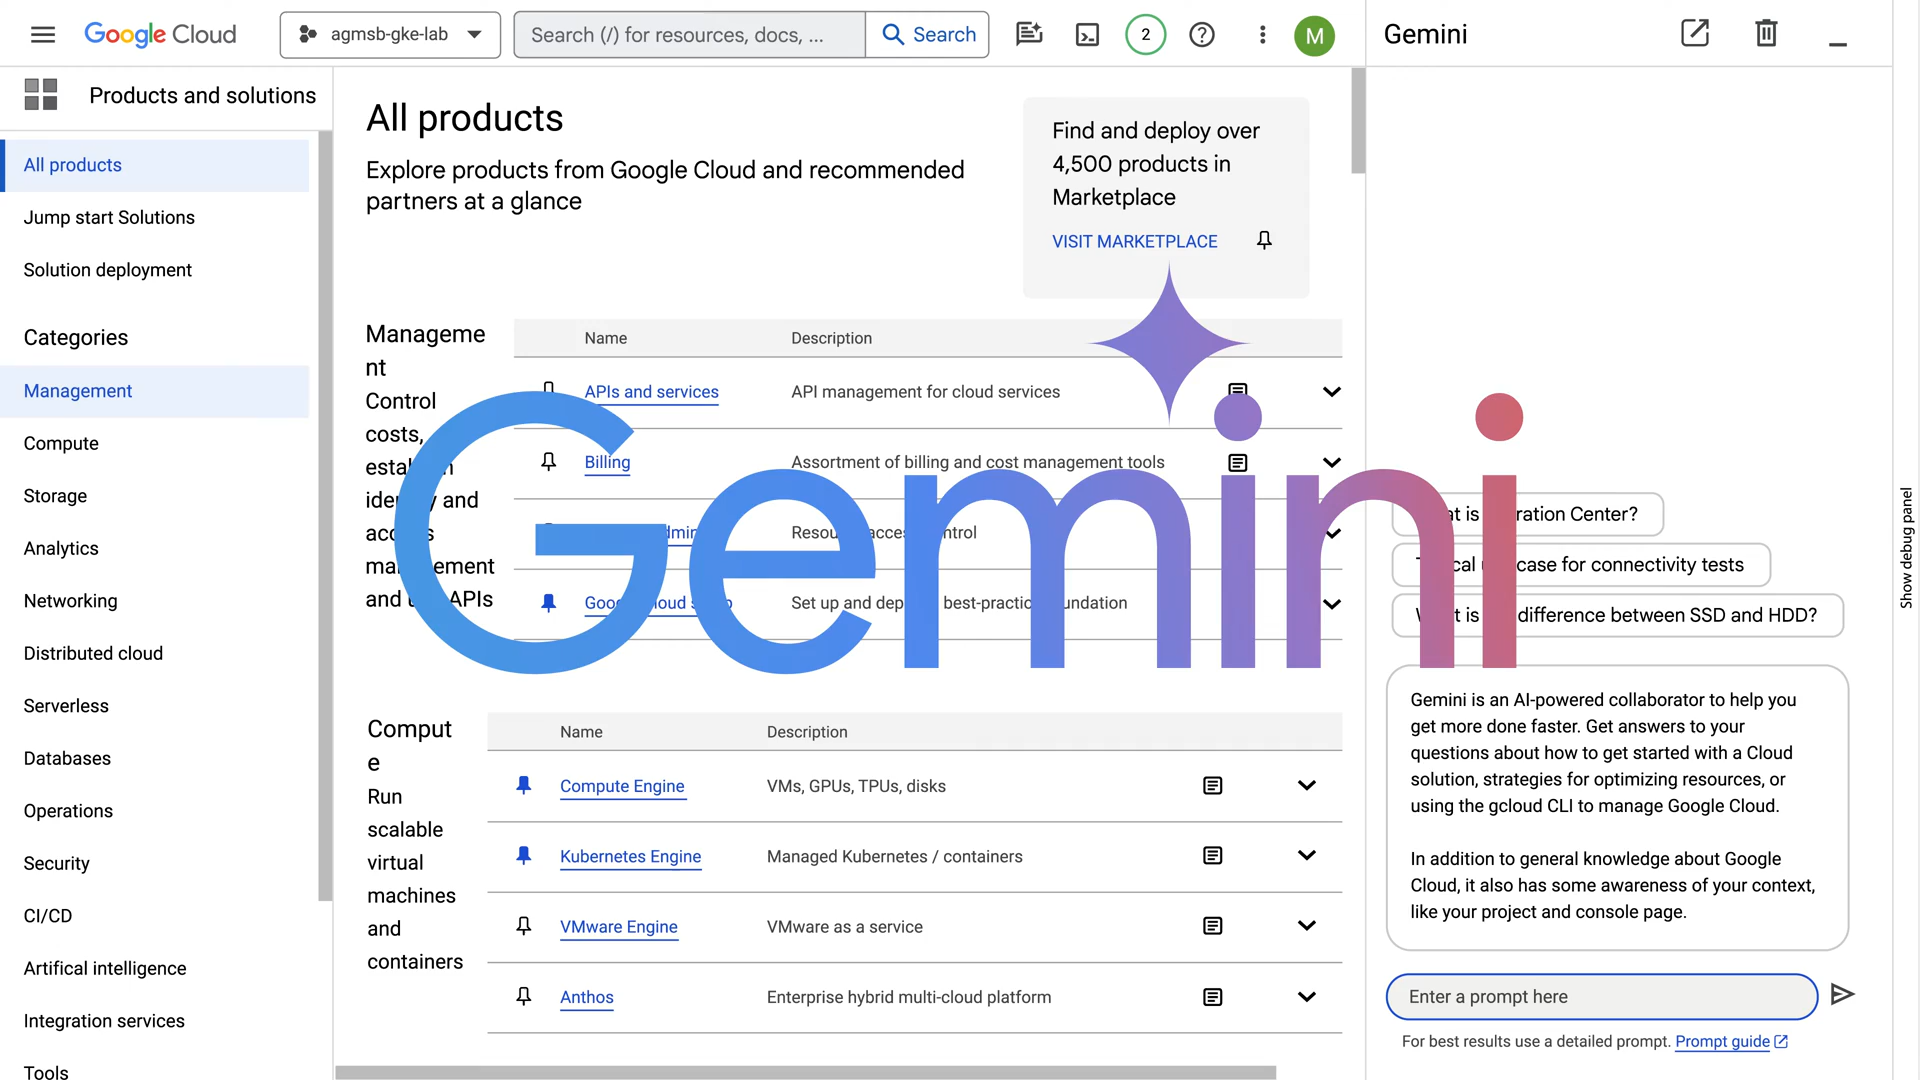 Google Cloud
agmsb-gke-lab
Search (/) for resources, docs, ...
Search
2
M
Gemini
Products and solutions
All products
Jump start Solutions
Solution deployment
Categories
Management
Compute
Storage
Analytics
Networking
Distributed cloud
Serverless
Databases
Operations
Security
CI/CD
Artifical intelligence
Integration services
Tools
All products
Explore products from Google Cloud and recommended
partners at a glance
Find and deploy over
4,500 products in
Marketplace
VISIT MARKETPLACE
Manageme
nt
Control
costs,
and
and APIs
Name Description
APIs and services API management for cloud services
Billing Assortment of billing and cost management tools
Set up and
Gemini
Comput
e
Run
scalable
virtual
machines
and
containers
Name Description
Compute Engine VMs, GPUs, TPUs, disks
Kubernetes Engine Managed Kubernetes / containers
VMware Engine VMware as a service
Anthos Enterprise hybrid multi-cloud platform
is Center?
case for connectivity tests
is difference between SSD and HDD?
Gemini is an AI-powered collaborator to help you
get more done faster. Get answers to your
questions about how to get started with a Cloud
solution, strategies for optimizing resources, or
using the gcloud CLI to manage Google Cloud.
In addition to general knowledge about Google
Cloud, it also has some awareness of your context,
like your project and console page.
Enter a prompt here
For best results use a detailed prompt. Prompt guide
Show debug panel